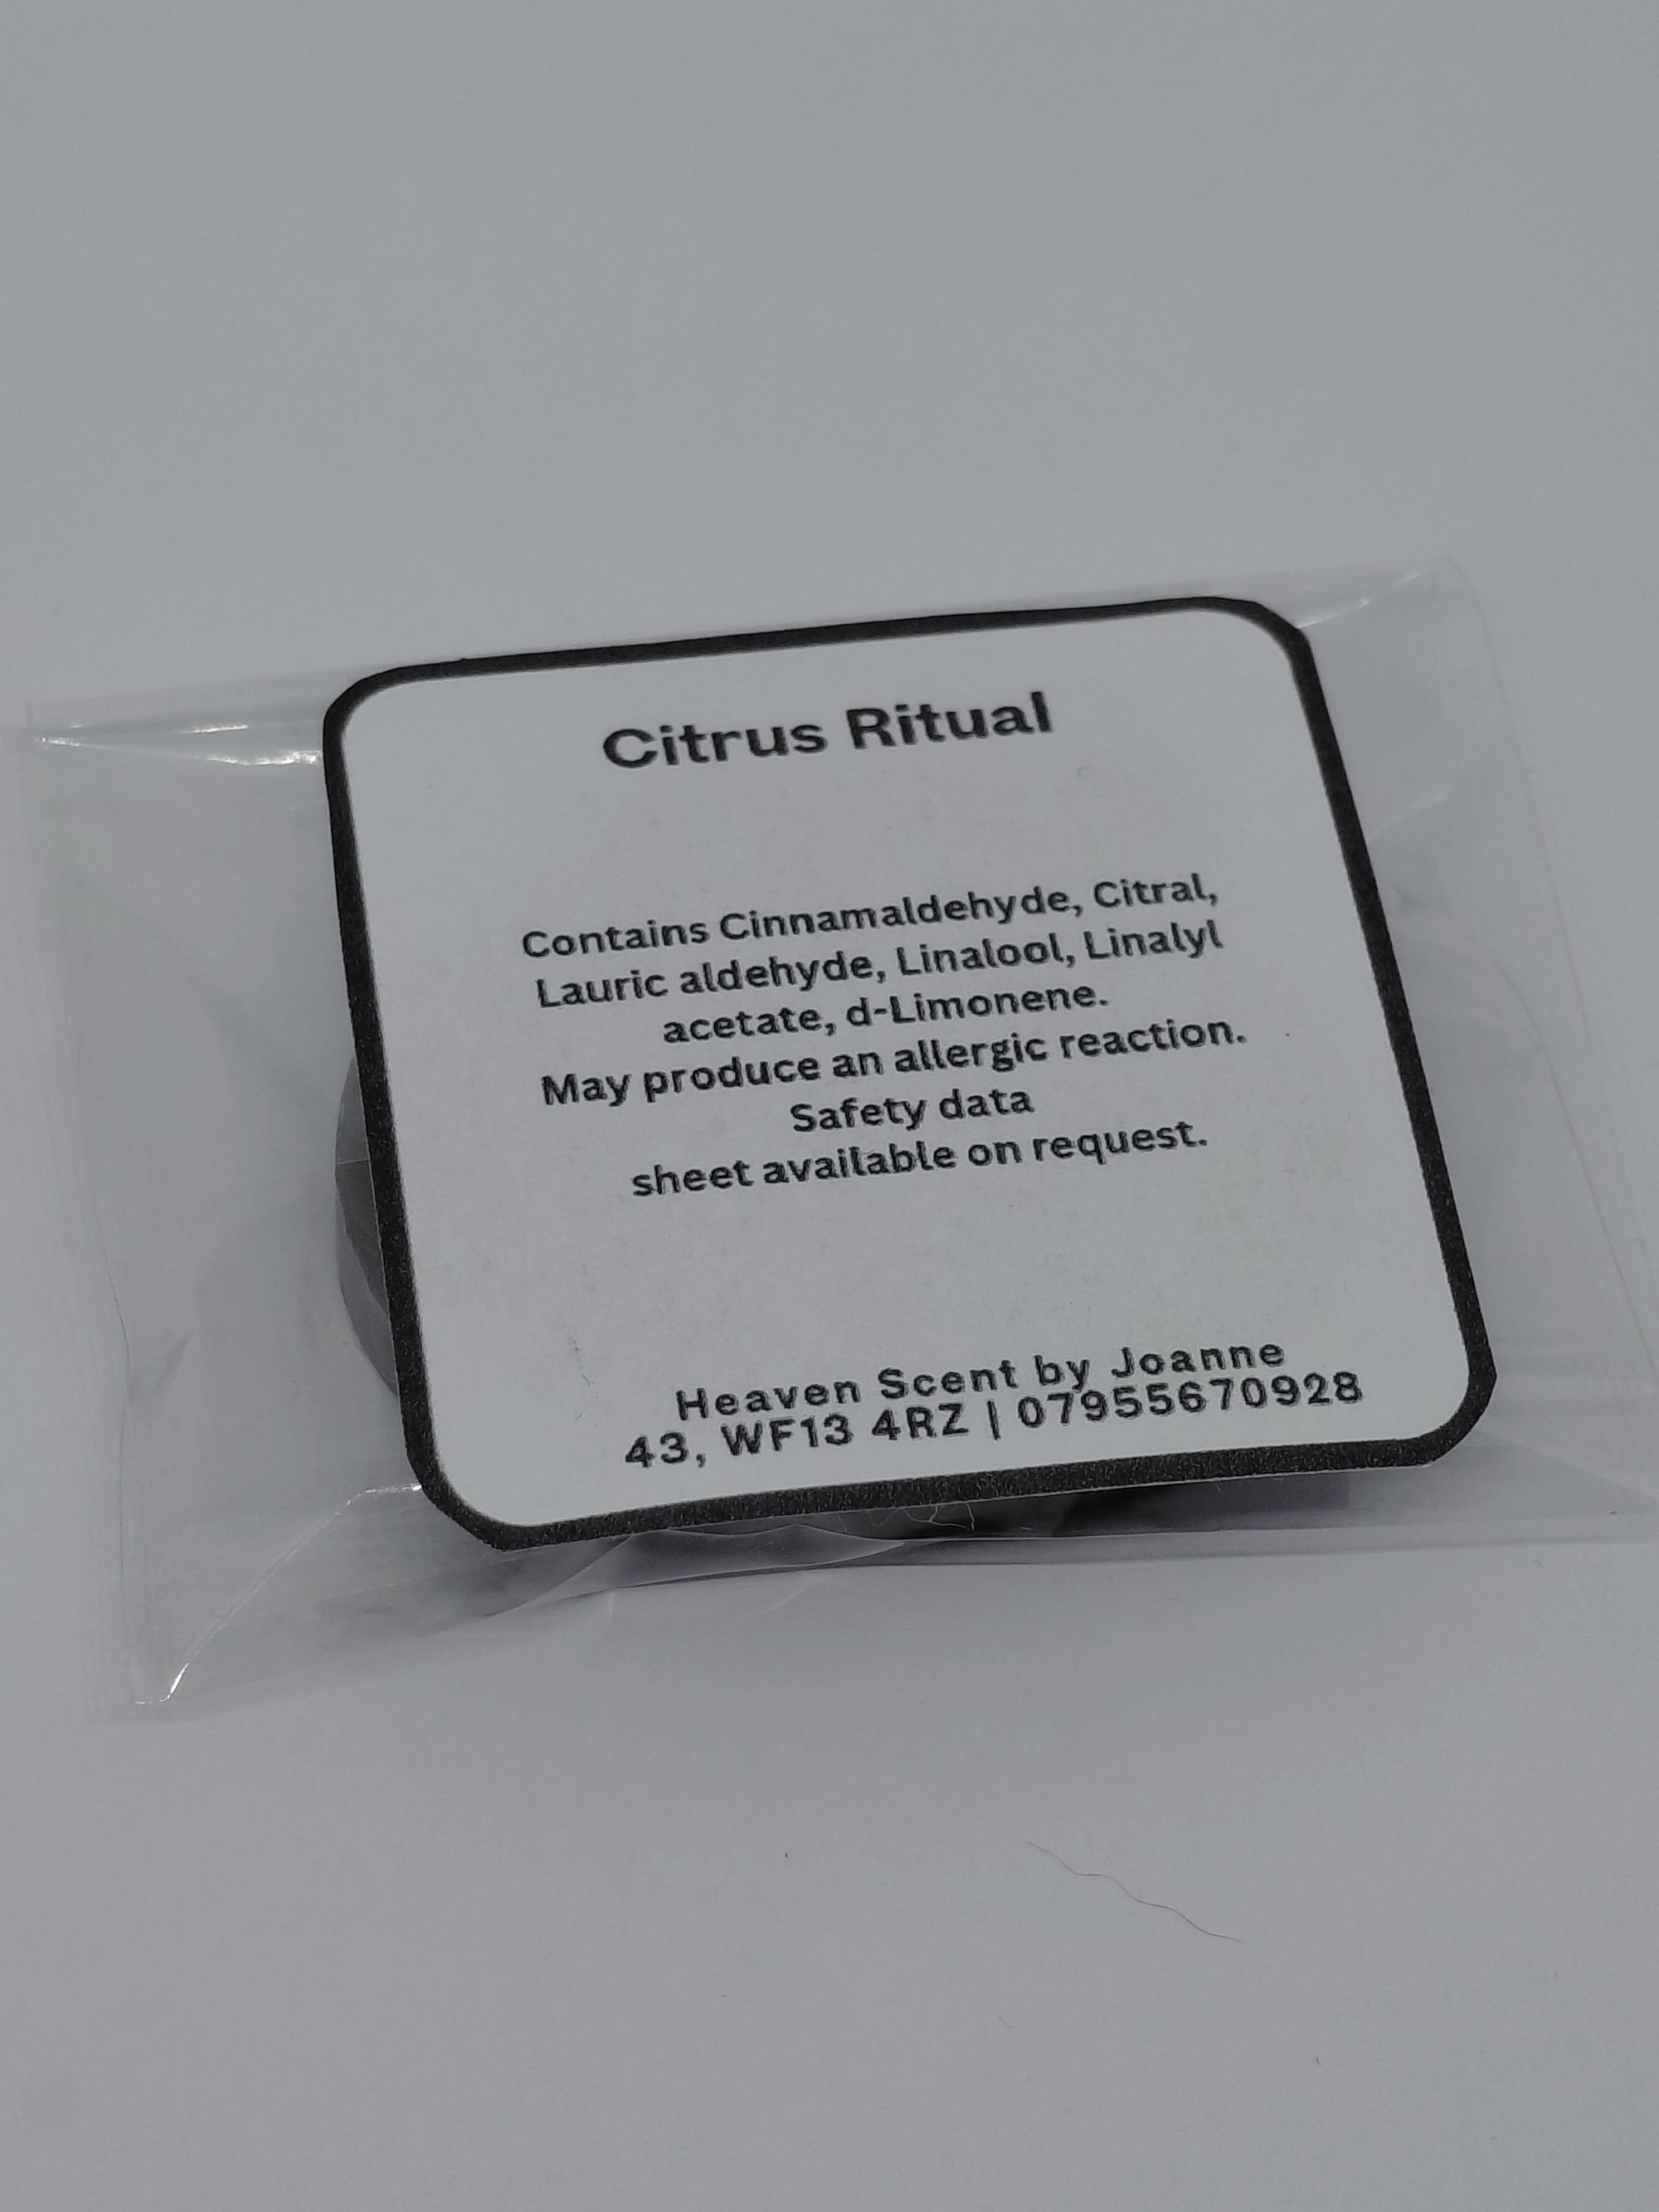 Citrus Ritual
Contains Cinnamaldehyde, Citral,
Lauric aldehyde, Linalool, Linalyl
acetate, d-Limonene.
May produce an allergic reaction.
Safety data
sheet available on request.
Heaven Scent by Joanne
43, WF13 4RZ | 07955670928